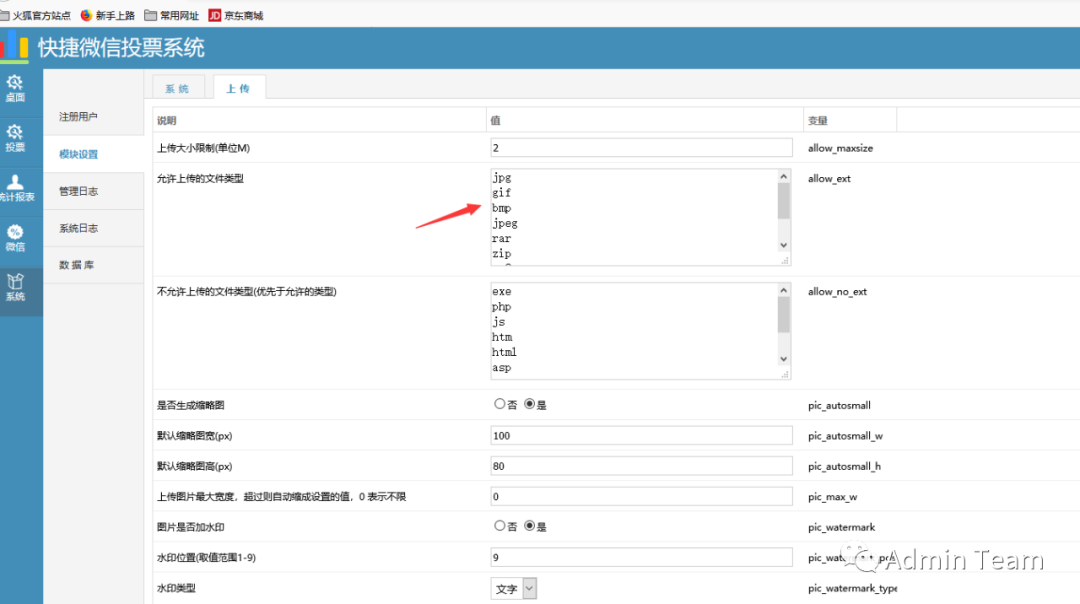 火狐官方站点 新手上路 常用网址 JD 京东商城
快捷微信投票系统
桌面
投票
统计报表
微信
系统
注册用户
模块设置
管理日志
系统日志
数据库
系统 上传
说明 值 变量
上传大小限制(单位M) 2 allow_maxsize
允许上传的文件类型 jpg allow_ext
gif
bmp
jpeg
rar
zip
不允许上传的文件类型(优先于允许的类型) exe allow_no_ext
php
js
htm
html
asp
是否生成缩略图 否 是 pic_autosmall
默认缩略图宽(px) 100 pic_autosmall_w
默认缩略图高(px) 80 pic_autosmall_h
上传图片最大宽度，超过则自动缩成设置的值，0 表示不限 0 pic_max_w
图片是否加水印 否 是 pic_watermark
水印位置(取值范围1-9) 9
水印类型 文字 pic_watermark_type
Admin Team